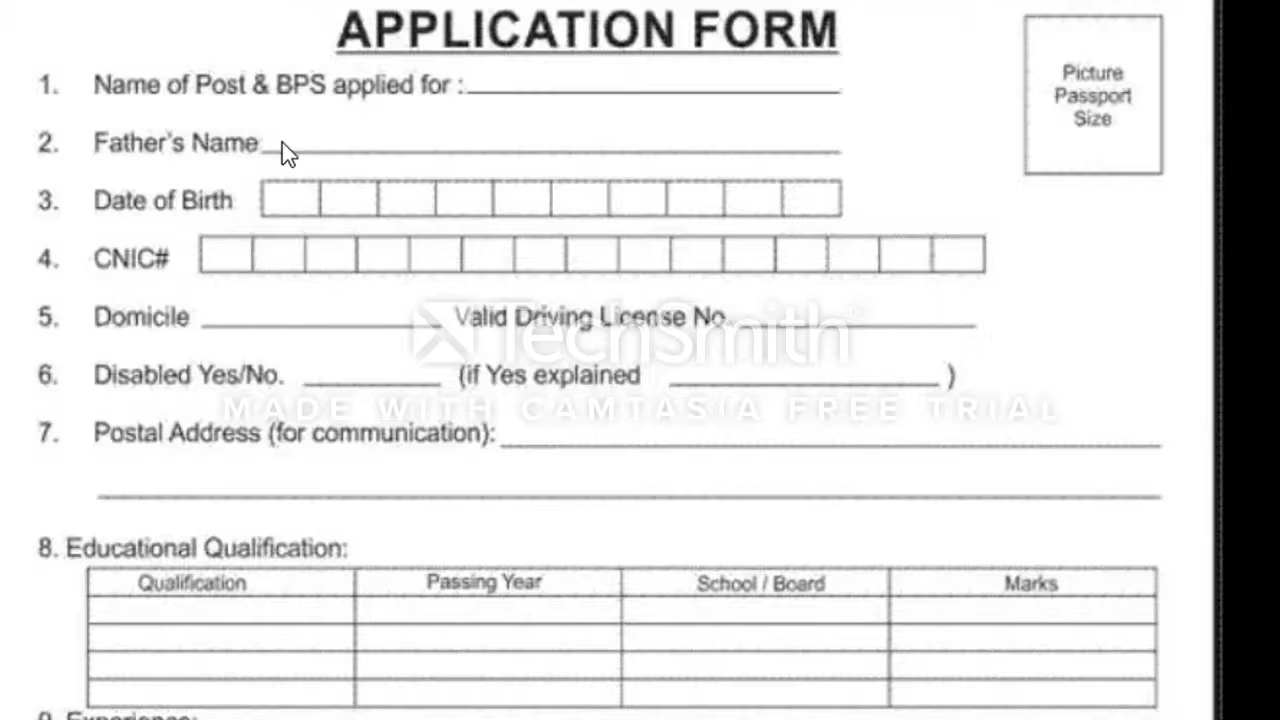 APPLICATION FORM
Picture
Passport
Size
1. Name of Post & BPS applied for :
2. Father's Name
3. Date of Birth
4. CNIC#
5. Domicile Valid Driving License No.
6. Disabled Yes/No. (if Yes explained )
TechSmith®
MADE WITH CAMTASIA FREE TRIAL
7. Postal Address (for communication):
8. Educational Qualification:
Qualification Passing Year School / Board Marks
9. Experience: